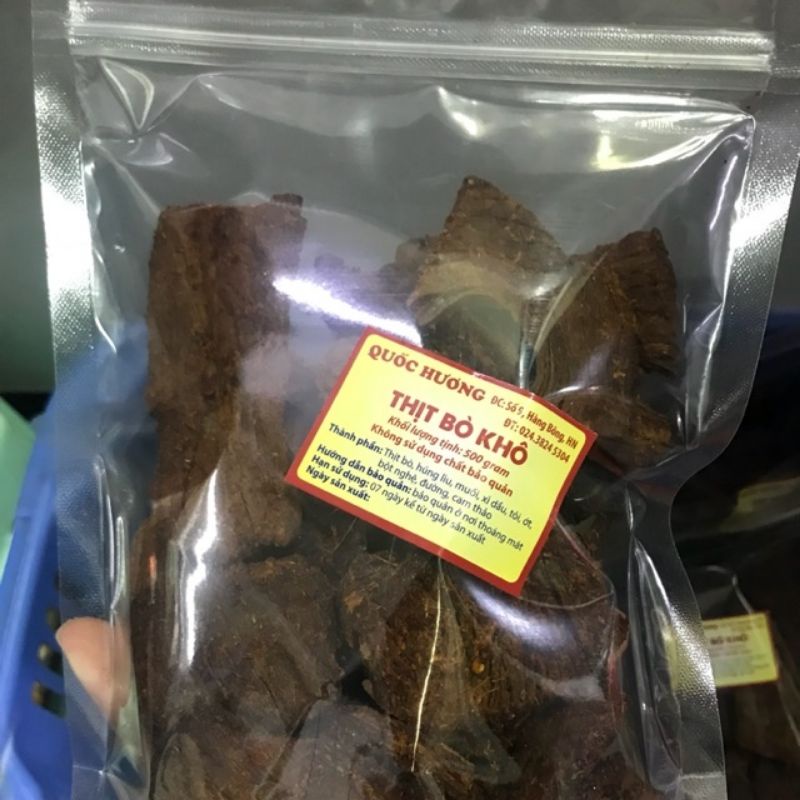 QUỐC HƯƠNG ĐC: Số 9, Hàng Bông, HN
ĐT: 024.3824 5304
THỊT BÒ KHÔ
Khối lượng tịnh: 500 gram
Không sử dụng chất bảo quản
Thành phần: Thịt bò, húng lìu, muối, xì dầu, tỏi, ớt,
bột nghệ, đường, cam thảo
Hướng dẫn bảo quản: bảo quản ở nơi thoáng mát
Hạn sử dụng: 07 ngày kể từ ngày sản xuất
Ngày sản xuất:
BÒ KHÔ